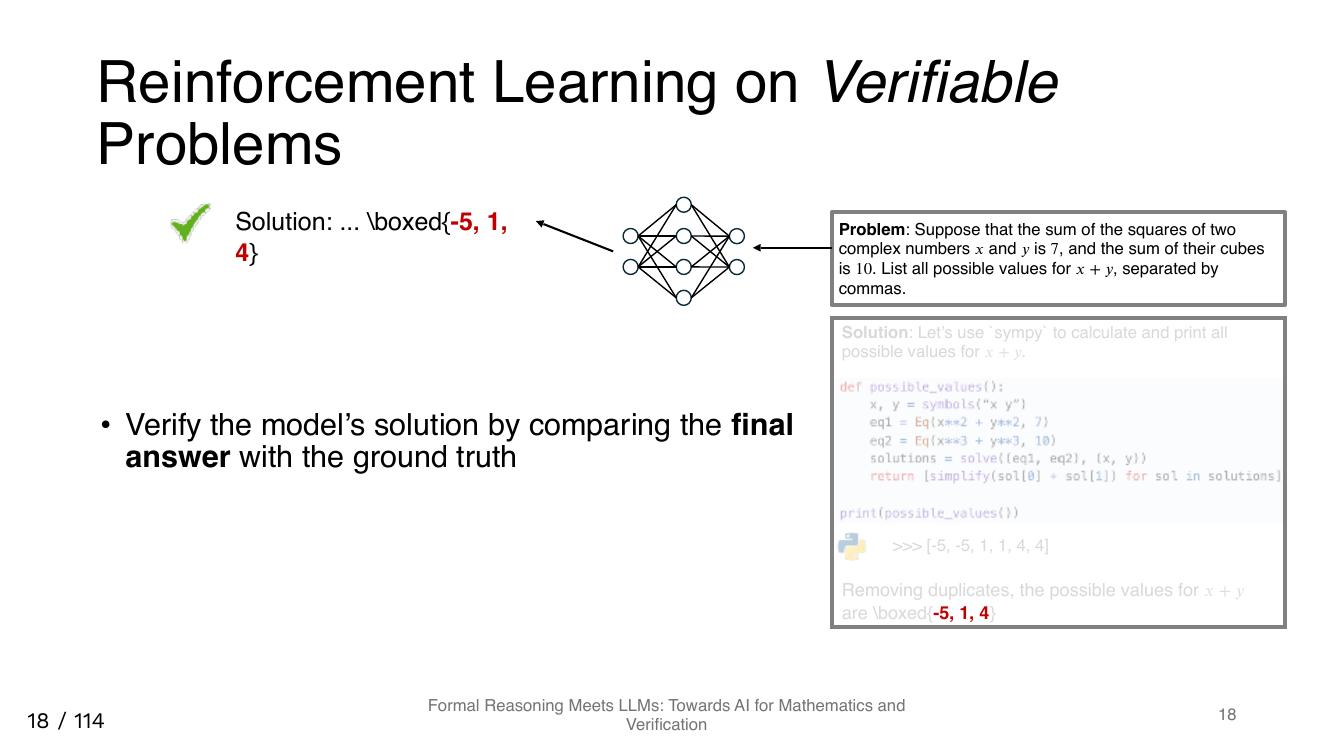 Reinforcement Learning on Verifiable
Problems
Solution: ... \boxed{-5, 1,
4}
Problem: Suppose that the sum of the squares of two
complex numbers x and y is 7, and the sum of their cubes
is 10. List all possible values for x + y, separated by
commas.
Solution: Let’s use `sympy` to calculate and print all
possible values for x + y.
def possible_values():
    x, y = symbols(“x y”)
    eq1 = Eq(x**2 + y**2, 7)
    eq2 = Eq(x**3 + y**3, 10)
    solutions = solve((eq1, eq2), (x, y))
    return [simplify(sol[0] + sol[1]) for sol in solutions]
print(possible_values())
>>> [-5, -5, 1, 1, 4, 4]
Removing duplicates, the possible values for x + y
are \boxed{-5, 1, 4}
• Verify the model’s solution by comparing the final
answer with the ground truth
18 / 114
Formal Reasoning Meets LLMs: Towards AI for Mathematics and
Verification
18